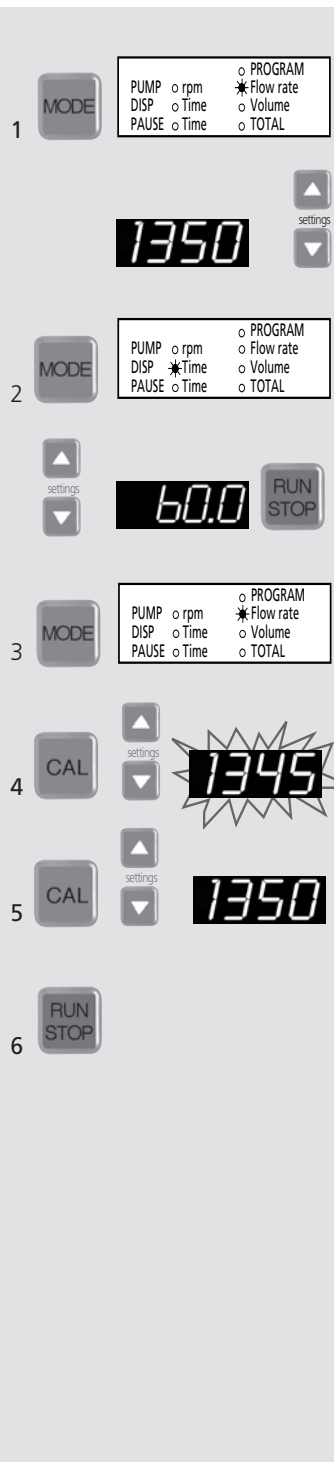 o PROGRAM
MODE PUMP o rpm Flow rate
DISP o Time o Volume
1 PAUSE o Time o TOTAL
settings
1350
o PROGRAM
MODE PUMP o rpm o Flow rate
DISP Time o Volume
2 PAUSE o Time o TOTAL
settings
60.0 RUN
STOP
o PROGRAM
MODE PUMP o rpm Flow rate
DISP o Time o Volume
3 PAUSE o Time o TOTAL
settings
4 CAL 1345
settings
5 CAL 1350
RUN
6 STOP